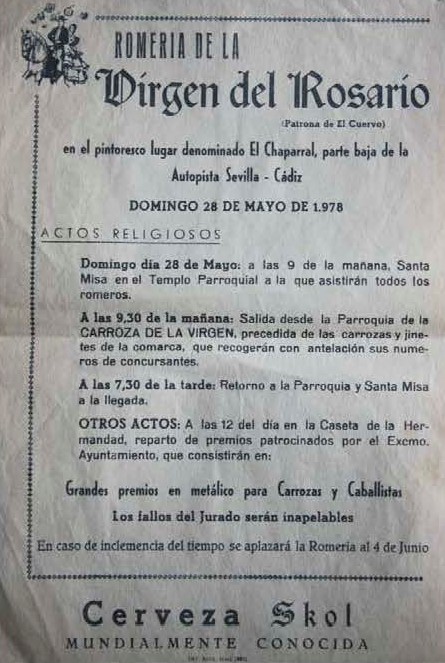 ROMERIA DE LA
Virgen del Rosario
(Patrona de El Cuervo)
en el pintoresco lugar denominado El Chaparral, parte baja de la
Autopista Sevilla - Cádiz
DOMINGO 28 DE MAYO DE 1.978
ACTOS RELIGIOSOS
Domingo día 28 de Mayo: a las 9 de la mañana, Santa
Misa en el Templo Parroquial a la que asistirán todos los
romeros.
A las 9,30 de la mañana: Salida desde la Parroquia de la
CARROZA DE LA VIRGEN, precedida de las carrozas y jine-
tes de la comarca, que recogerán con antelación sus nume-
ros de concursantes.
A las 7,30 de la tarde: Retorno a la Parroquia y Santa Misa
a la llegada.
OTROS ACTOS: A las 12 del día en la Caseta de la Her-
mandad, reparto de premios patrocinados por el Excmo.
Ayuntamiento, que consistirán en:
Grandes premios en metálico para Carrozas y Caballistas
Los fallos del Jurado serán inapelables
En caso de inclemencia del tiempo se aplazará la Romería al 4 de Junio
Cerveza Skol
MUNDIALMENTE CONOCIDA